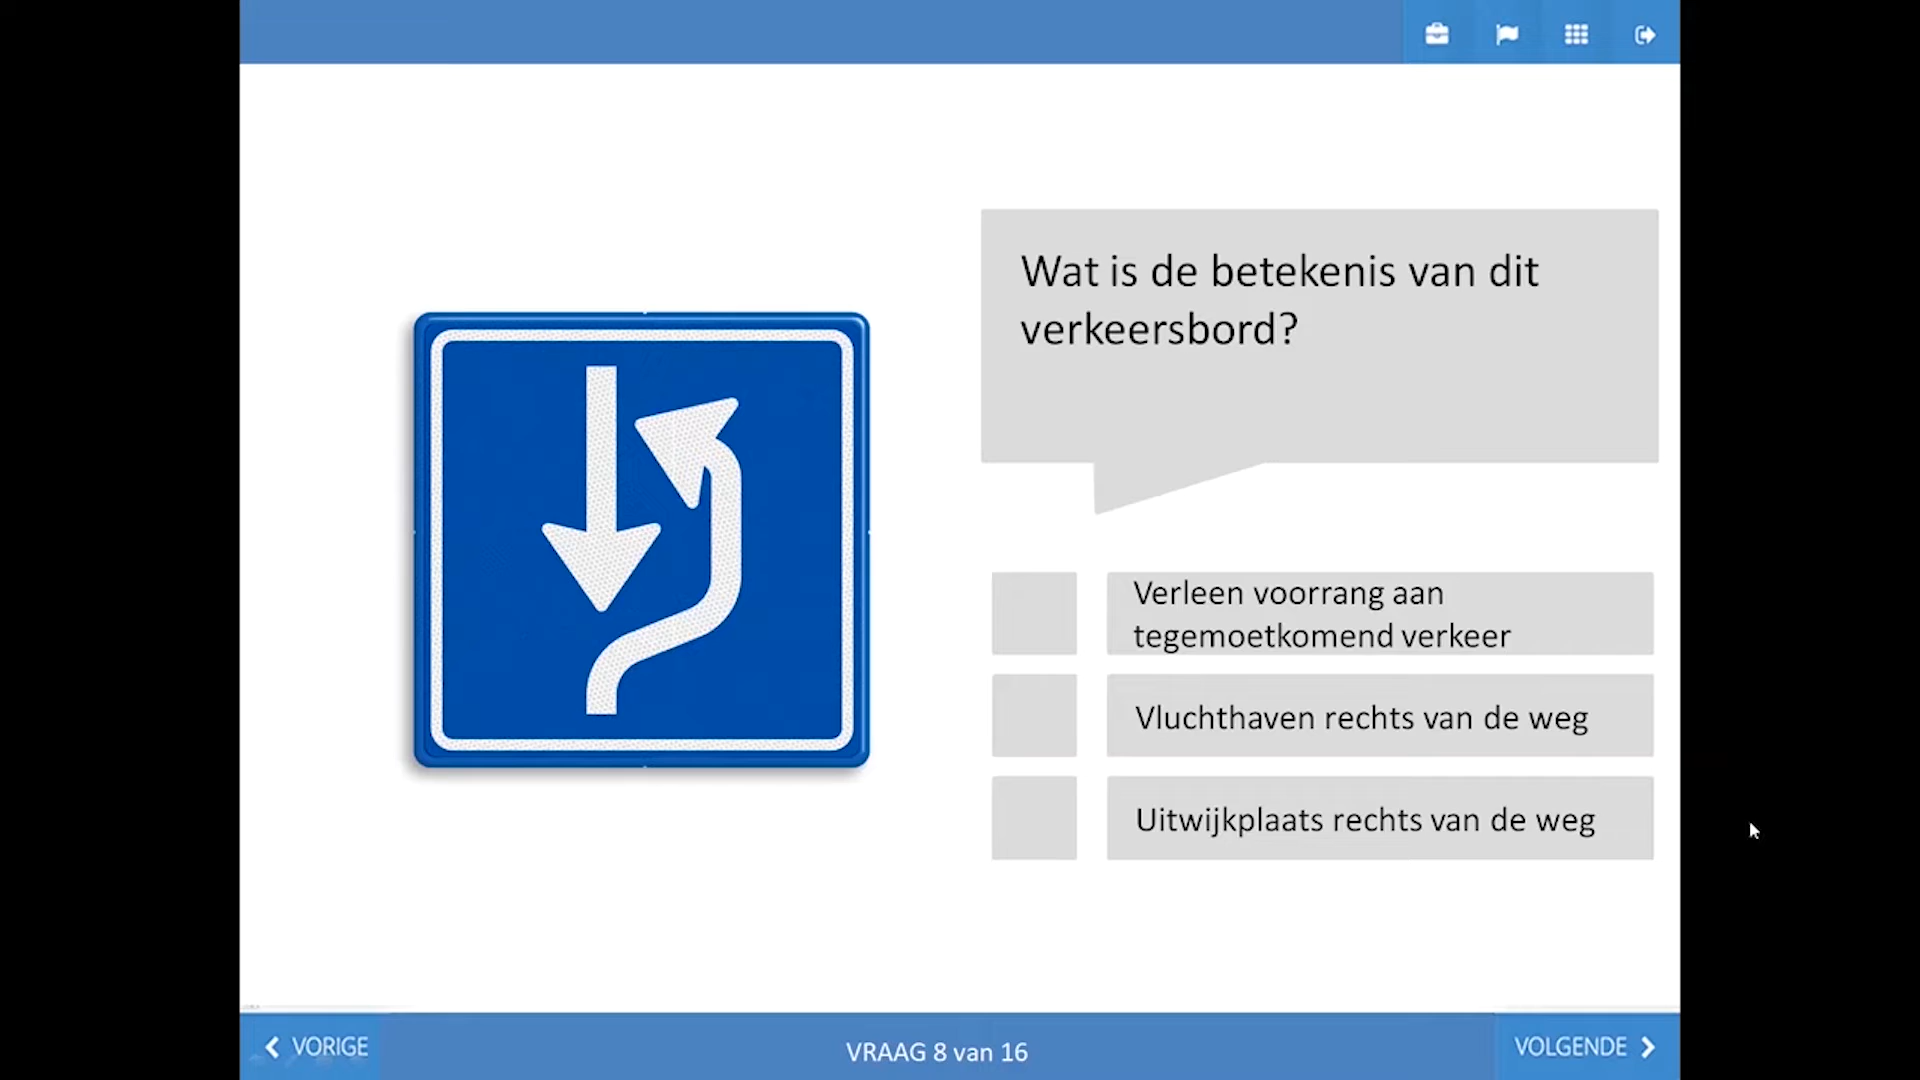 Wat is de betekenis van dit
verkeersbord?
Verleen voorrang aan
tegemoetkomend verkeer
Vluchthaven rechts van de weg
Uitwijkplaats rechts van de weg
VORIGE
VRAAG 8 van 16
VOLGENDE